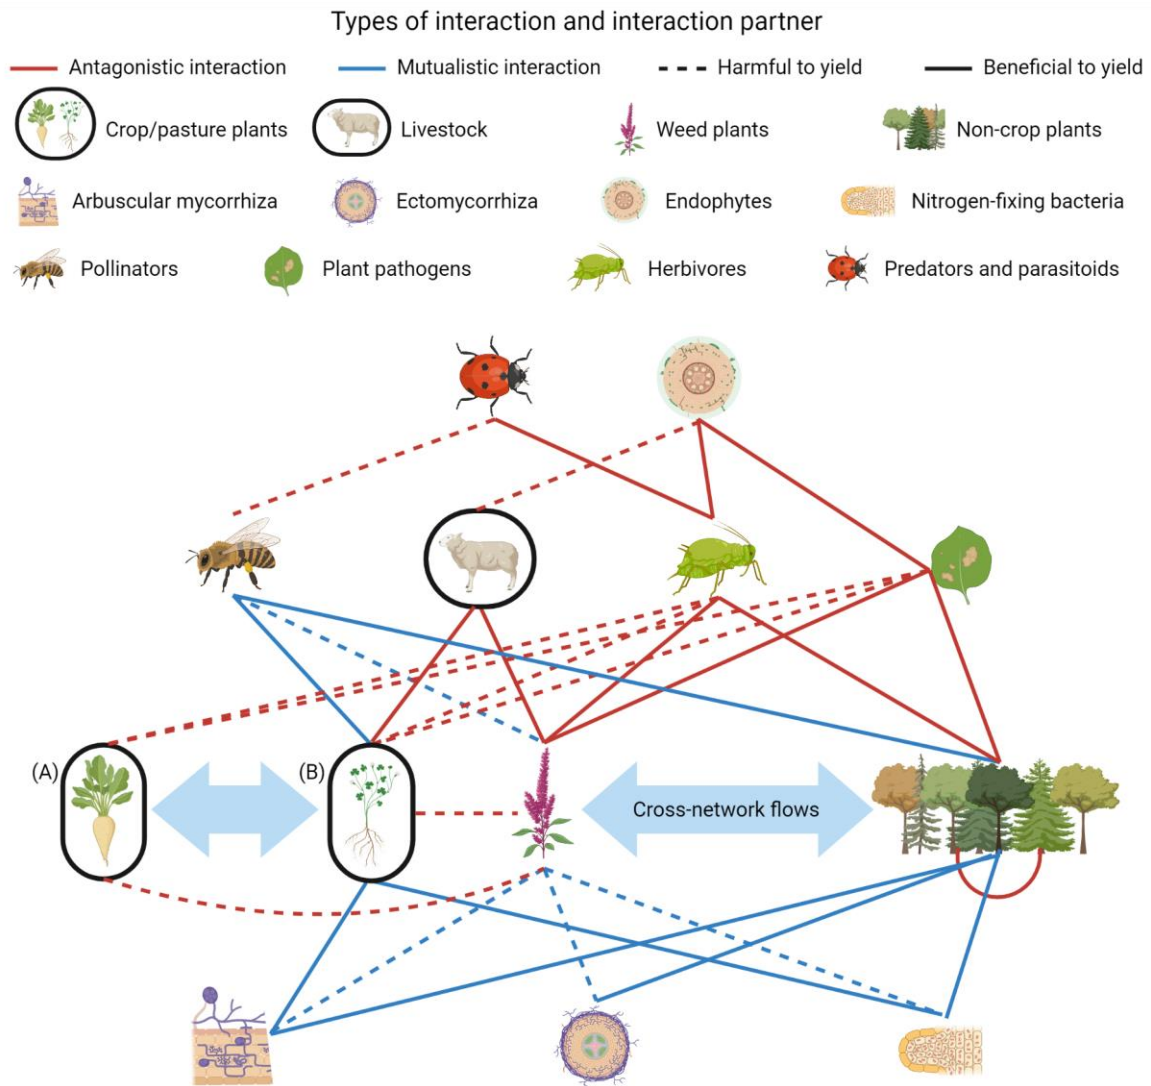 Types of interaction and interaction partner
Antagonistic interaction Mutualistic interaction Harmful to yield Beneficial to yield
Crop/pasture plants Livestock Weed plants Non-crop plants
Arbuscular mycorrhiza Ectomycorrhiza Endophytes Nitrogen-fixing bacteria
Pollinators Plant pathogens Herbivores Predators and parasitoids
(A) (B)
Cross-network flows